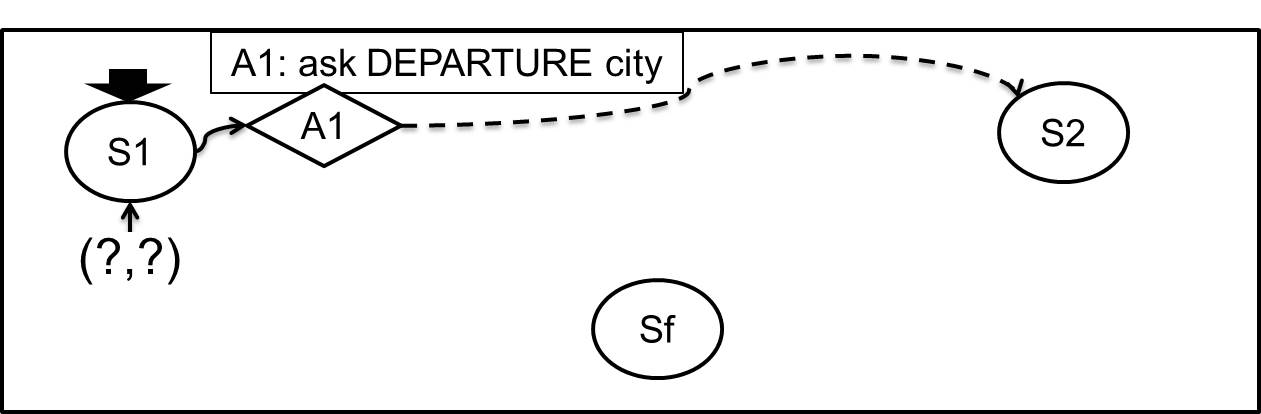 A1: ask DEPARTURE city
S1
A1
S2
(?,?)
Sf